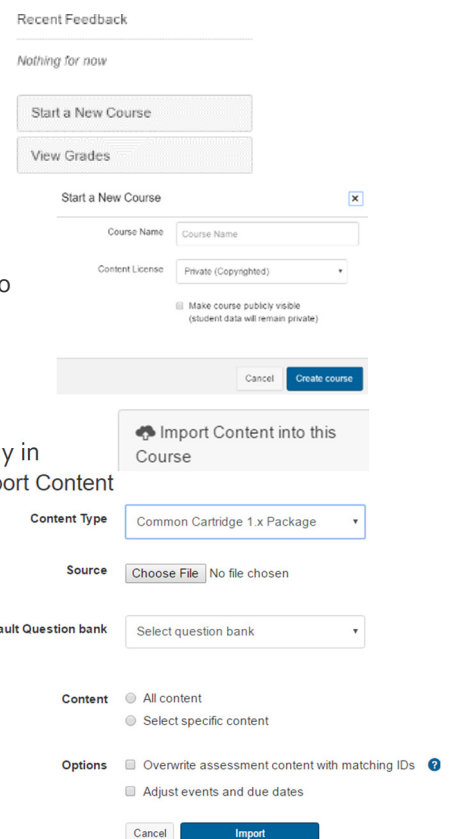 Recent Feedback
Nothing for now
Start a New Course
View Grades
Start a New Course
Course Name Course Name
Content License Private (Copyrighted)
Make course publicly visible
(student data will remain private)
Cancel Create course
Import Content into this
Course
y in
port Content
Content Type Common Cartridge 1.x Package
Source Choose File No file chosen
ault Question bank Select question bank
Content All content
Select specific content
Options Overwrite assessment content with matching IDs ?
Adjust events and due dates
Cancel Import